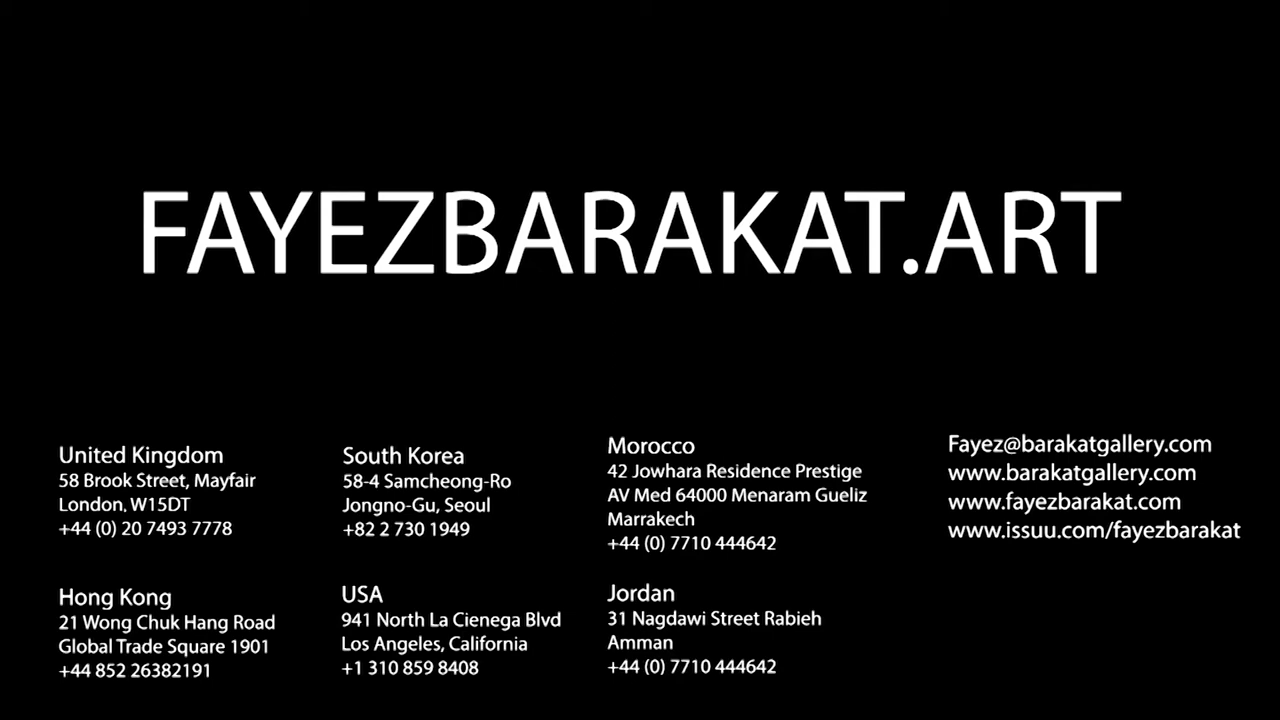 FAYEZBARAKAT.ART
United Kingdom
58 Brook Street, Mayfair
London, W15DT
+44 (0) 20 7493 7778
South Korea
58-4 Samcheong-Ro
Jongno-Gu, Seoul
+82 2 730 1949
Morocco
42 Jowhara Residence Prestige
AV Med 64000 Menaram Gueliz
Marrakech
+44 (0) 7710 444642
Fayez@barakatgallery.com
www.barakatgallery.com
www.fayezbarakat.com
www.issuu.com/fayezbarakat
Hong Kong
21 Wong Chuk Hang Road
Global Trade Square 1901
+44 852 26382191
USA
941 North La Cienega Blvd
Los Angeles, California
+1 310 859 8408
Jordan
31 Nagdawi Street Rabieh
Amman
+44 (0) 7710 444642